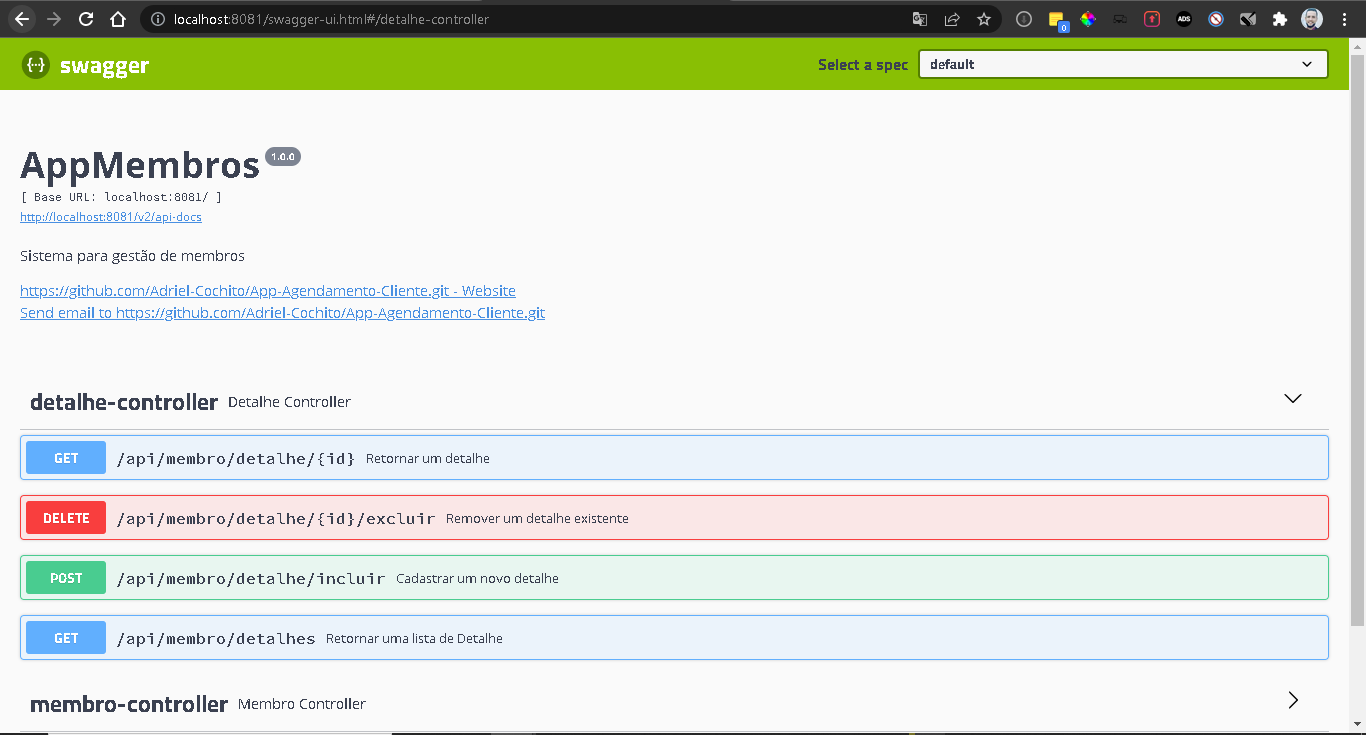 localhost:8081/swagger-ui.html#/detalhe-controller
0
ADS
{...} swagger
Select a spec default
AppMembros 1.0.0
[ Base URL: localhost:8081/ ]
http://localhost:8081/v2/api-docs
Sistema para gestão de membros
https://github.com/Adriel-Cochito/App-Agendamento-Cliente.git - Website
Send email to https://github.com/Adriel-Cochito/App-Agendamento-Cliente.git
detalhe-controller Detalhe Controller
GET /api/membro/detalhe/{id} Retornar um detalhe
DELETE /api/membro/detalhe/{id}/excluir Remover um detalhe existente
POST /api/membro/detalhe/incluir Cadastrar um novo detalhe
GET /api/membro/detalhes Retornar uma lista de Detalhe
membro-controller Membro Controller